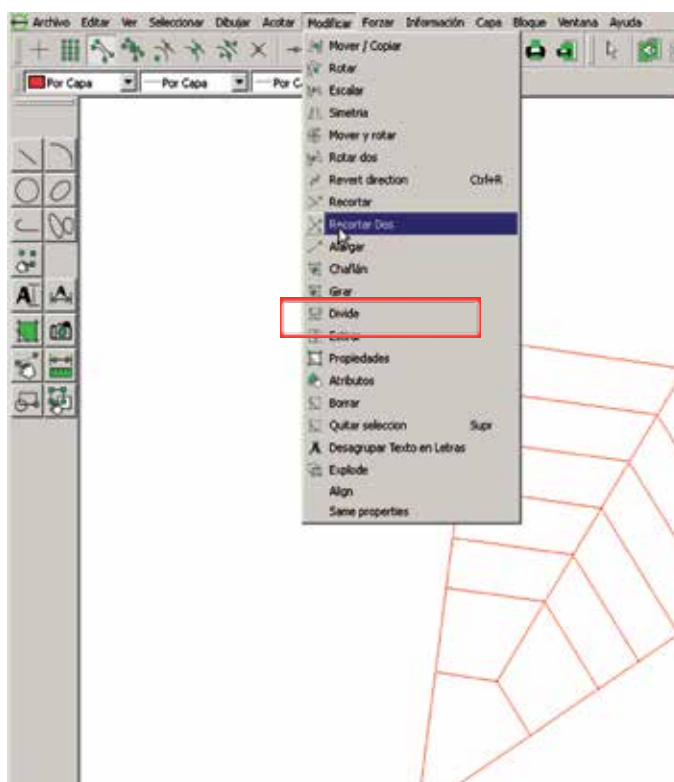 Archivo Editar Ver Seleccionar Dibujar Acotar Modificar Forzar Información Capa Bloque Ventana Ayuda
Por Capa Por Capa Por C
Mover / Copiar
Rotar
Escalar
Simetria
Mover y rotar
Rotar dos
Revert direction Ctrl+R
Recortar
Recortar Dos
Alargar
Chaflán
Girar
Divide
Estirar
Propiedades
Atributos
Borrar
Quitar seleccion Supr
Desagrupar Texto en Letras
Explode
Align
Same properties